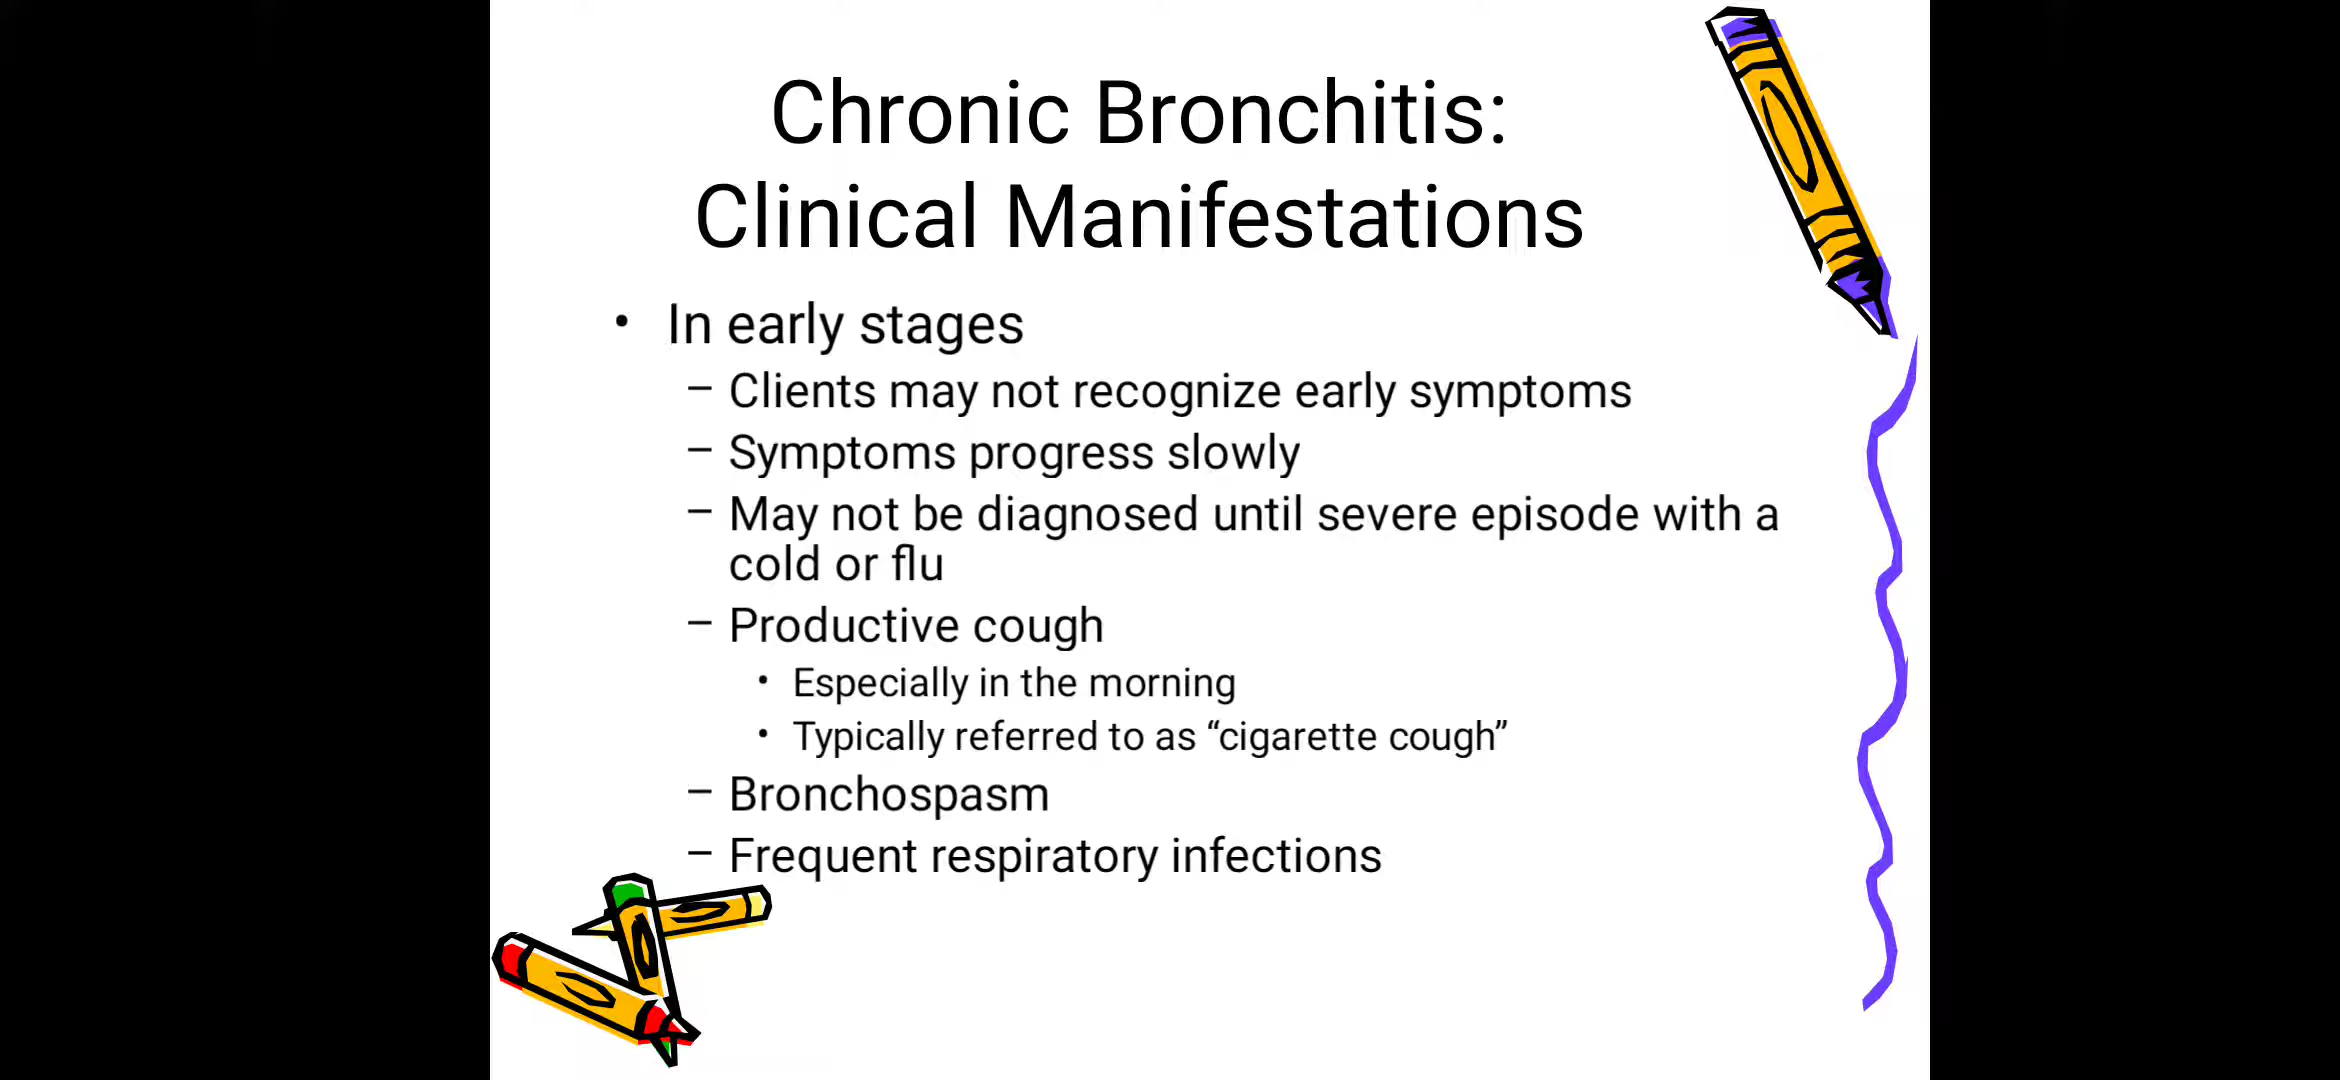 Chronic Bronchitis:
Clinical Manifestations
• In early stages
– Clients may not recognize early symptoms
– Symptoms progress slowly
– May not be diagnosed until severe episode with a
cold or flu
– Productive cough
• Especially in the morning
• Typically referred to as “cigarette cough”
– Bronchospasm
– Frequent respiratory infections